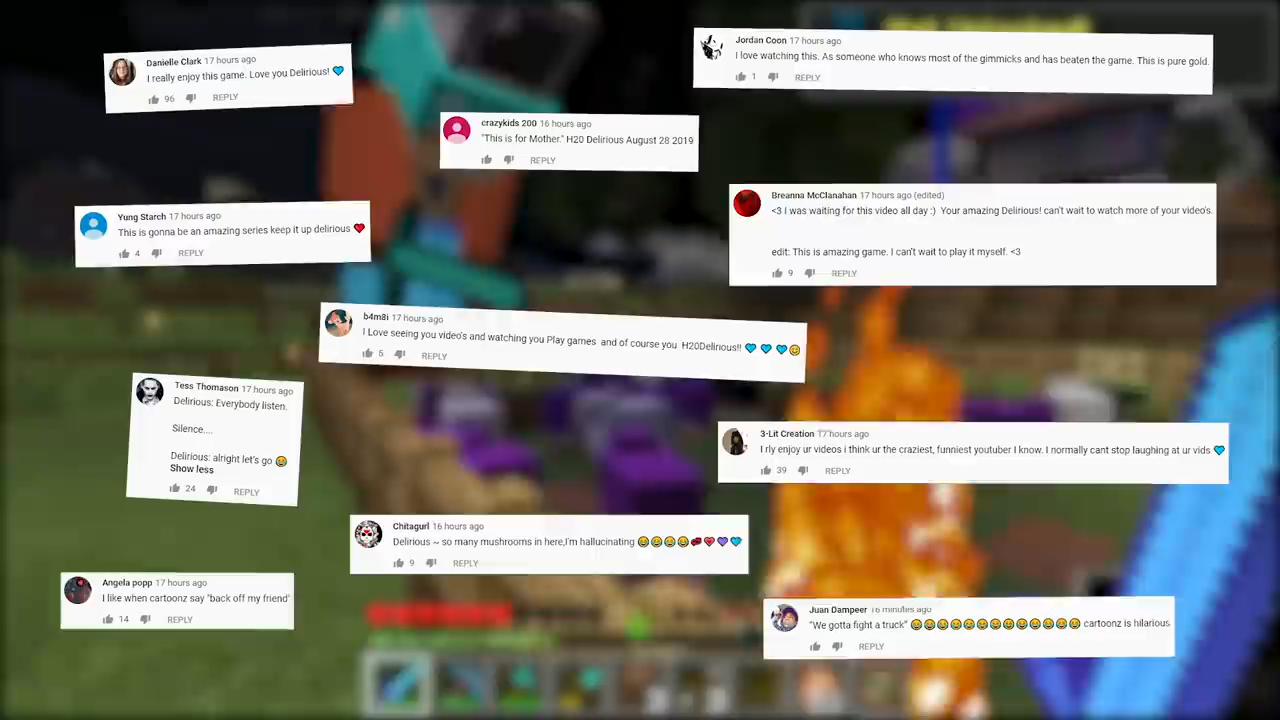 Danielle Clark 17 hours ago
I really enjoy this game. Love you Delirious! 💙
96 REPLY
Jordan Coon 17 hours ago
I love watching this. As someone who knows most of the gimmicks and has beaten the game. This is pure gold.
1 REPLY
crazykids 200 16 hours ago
"This is for Mother." H20 Delirious August 28 2019
REPLY
Breanna McClanahan 17 hours ago (edited)
<3 I was waiting for this video all day :) Your amazing Delirious! can't wait to watch more of your video's.
edit: This is amazing game. I can't wait to play it myself. <3
9 REPLY
Yung Starch 17 hours ago
This is gonna be an amazing series keep it up delirious ❤️
4 REPLY
b4m8i 17 hours ago
I Love seeing you video's and watching you Play games and of course you H20Delirious!! 💙 💙 💙😊
5 REPLY
Tess Thomason 17 hours ago
Delirious: Everybody listen.
Silence....
Delirious: alright let's go 😂
Show less
24 REPLY
3-Lit Creation 17 hours ago
I rly enjoy ur videos i think ur the craziest, funniest youtuber I know. I normally cant stop laughing at ur vids 💙
39 REPLY
Chitagurl 16 hours ago
Delirious ~ so many mushrooms in here,I'm hallucinating 😂😂😂😂💞❤️💜💙
9 REPLY
Angela popp 17 hours ago
I like when cartoonz say "back off my friend"
14 REPLY
Juan Dampeer 16 minutes ago
"We gotta fight a truck" 😂😂😂😂😂😂😂😂😂😂😂😂😂 cartoonz is hilarious
REPLY